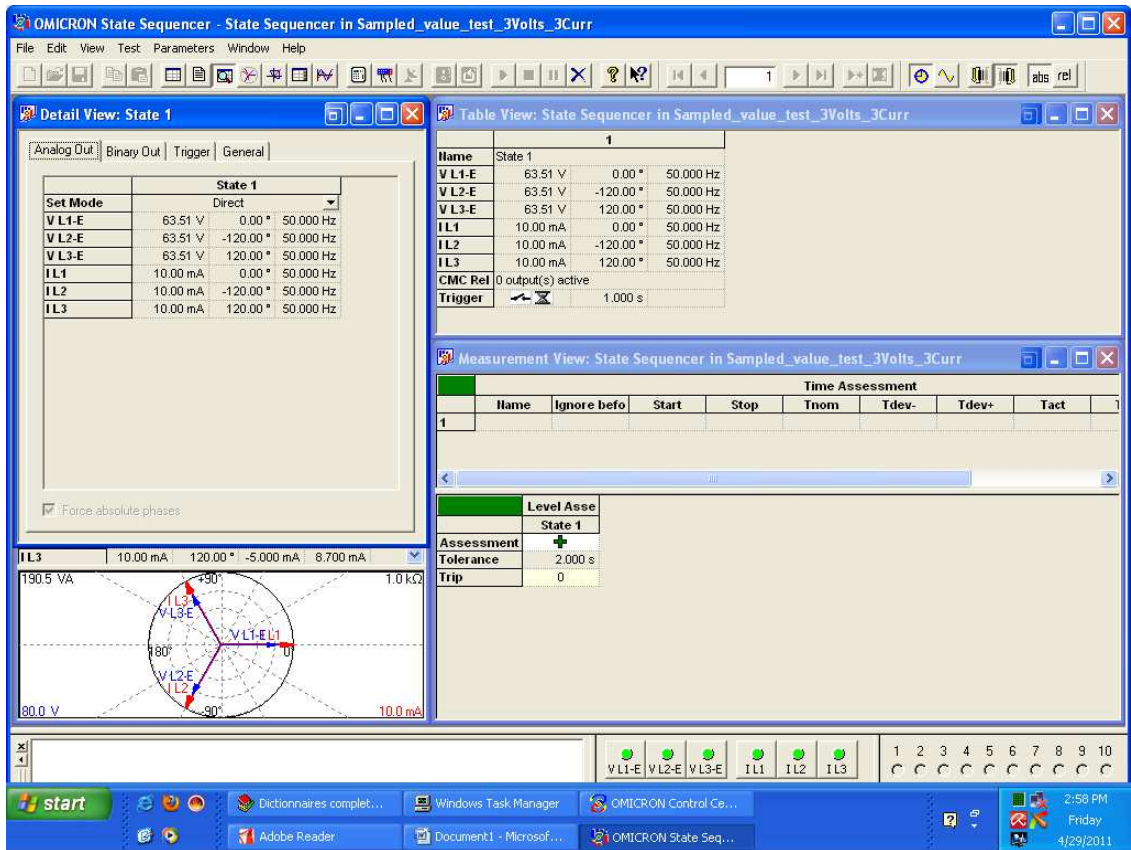 OMICRON State Sequencer - State Sequencer in Sampled_value_test_3Volts_3Curr
File Edit View Test Parameters Window Help
1 abs rel
Detail View: State 1
Analog Out Binary Out Trigger General
State 1
Set Mode Direct
V L1-E 63.51 V 0.00 ° 50.000 Hz
V L2-E 63.51 V -120.00 ° 50.000 Hz
V L3-E 63.51 V 120.00 ° 50.000 Hz
I L1 10.00 mA 0.00 ° 50.000 Hz
I L2 10.00 mA -120.00 ° 50.000 Hz
I L3 10.00 mA 120.00 ° 50.000 Hz
Force absolute phases
Table View: State Sequencer in Sampled_value_test_3Volts_3Curr
1
Name State 1
V L1-E 63.51 V 0.00 ° 50.000 Hz
V L2-E 63.51 V -120.00 ° 50.000 Hz
V L3-E 63.51 V 120.00 ° 50.000 Hz
I L1 10.00 mA 0.00 ° 50.000 Hz
I L2 10.00 mA -120.00 ° 50.000 Hz
I L3 10.00 mA 120.00 ° 50.000 Hz
CMC Rel 0 output(s) active
Trigger 1.000 s
Measurement View: State Sequencer in Sampled_value_test_3Volts_3Curr
Time Assessment
Name Ignore befo Start Stop Tnom Tdev- Tdev+ Tact T
1
Level Asse
State 1
Assessment
Tolerance 2.000 s
Trip 0
I L3 10.00 mA 120.00 ° -5.000 mA 8.700 mA
190.5 VA +90° 1.0 kΩ
I L3
V L3-E
V L1-E I L1
180° 0°
V L2-E
I L2
80.0 V -90° 10.0 mA
V L1-E V L2-E V L3-E I L1 I L2 I L3
1 2 3 4 5 6 7 8 9 10
start
Dictionnaires complet...
Windows Task Manager
OMICRON Control Ce...
Adobe Reader
Document1 - Microsof...
OMICRON State Seq...
2:58 PM
Friday
4/29/2011